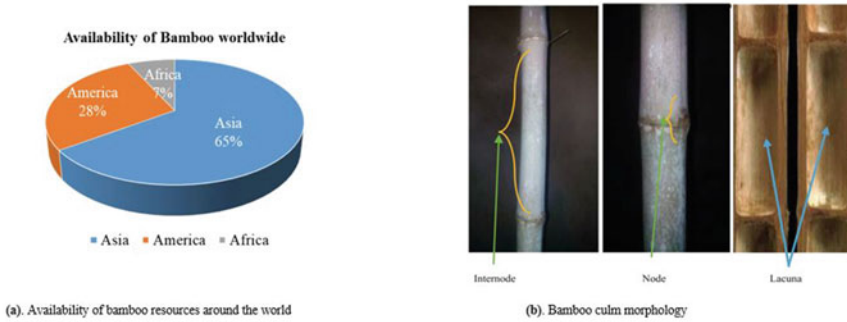 Availability of Bamboo worldwide
Africa
7%
America
28%
Asia
65%
Asia America Africa
(a). Availability of bamboo resources around the world
Internode
Node
Lacuna
(b). Bamboo culm morphology